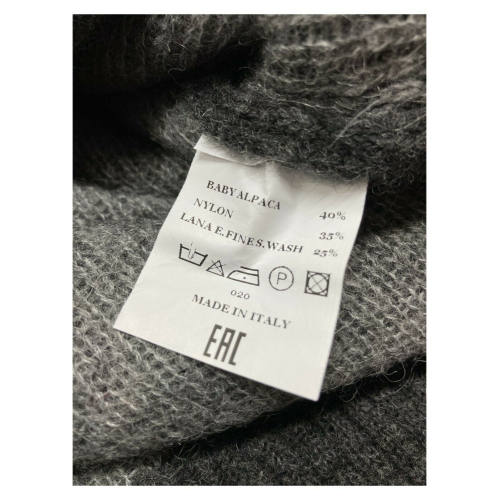 BABY ALPACA 40%
NYLON 35%
LANA E.FINE S.WASH 25%
P
020
MADE IN ITALY
EAC